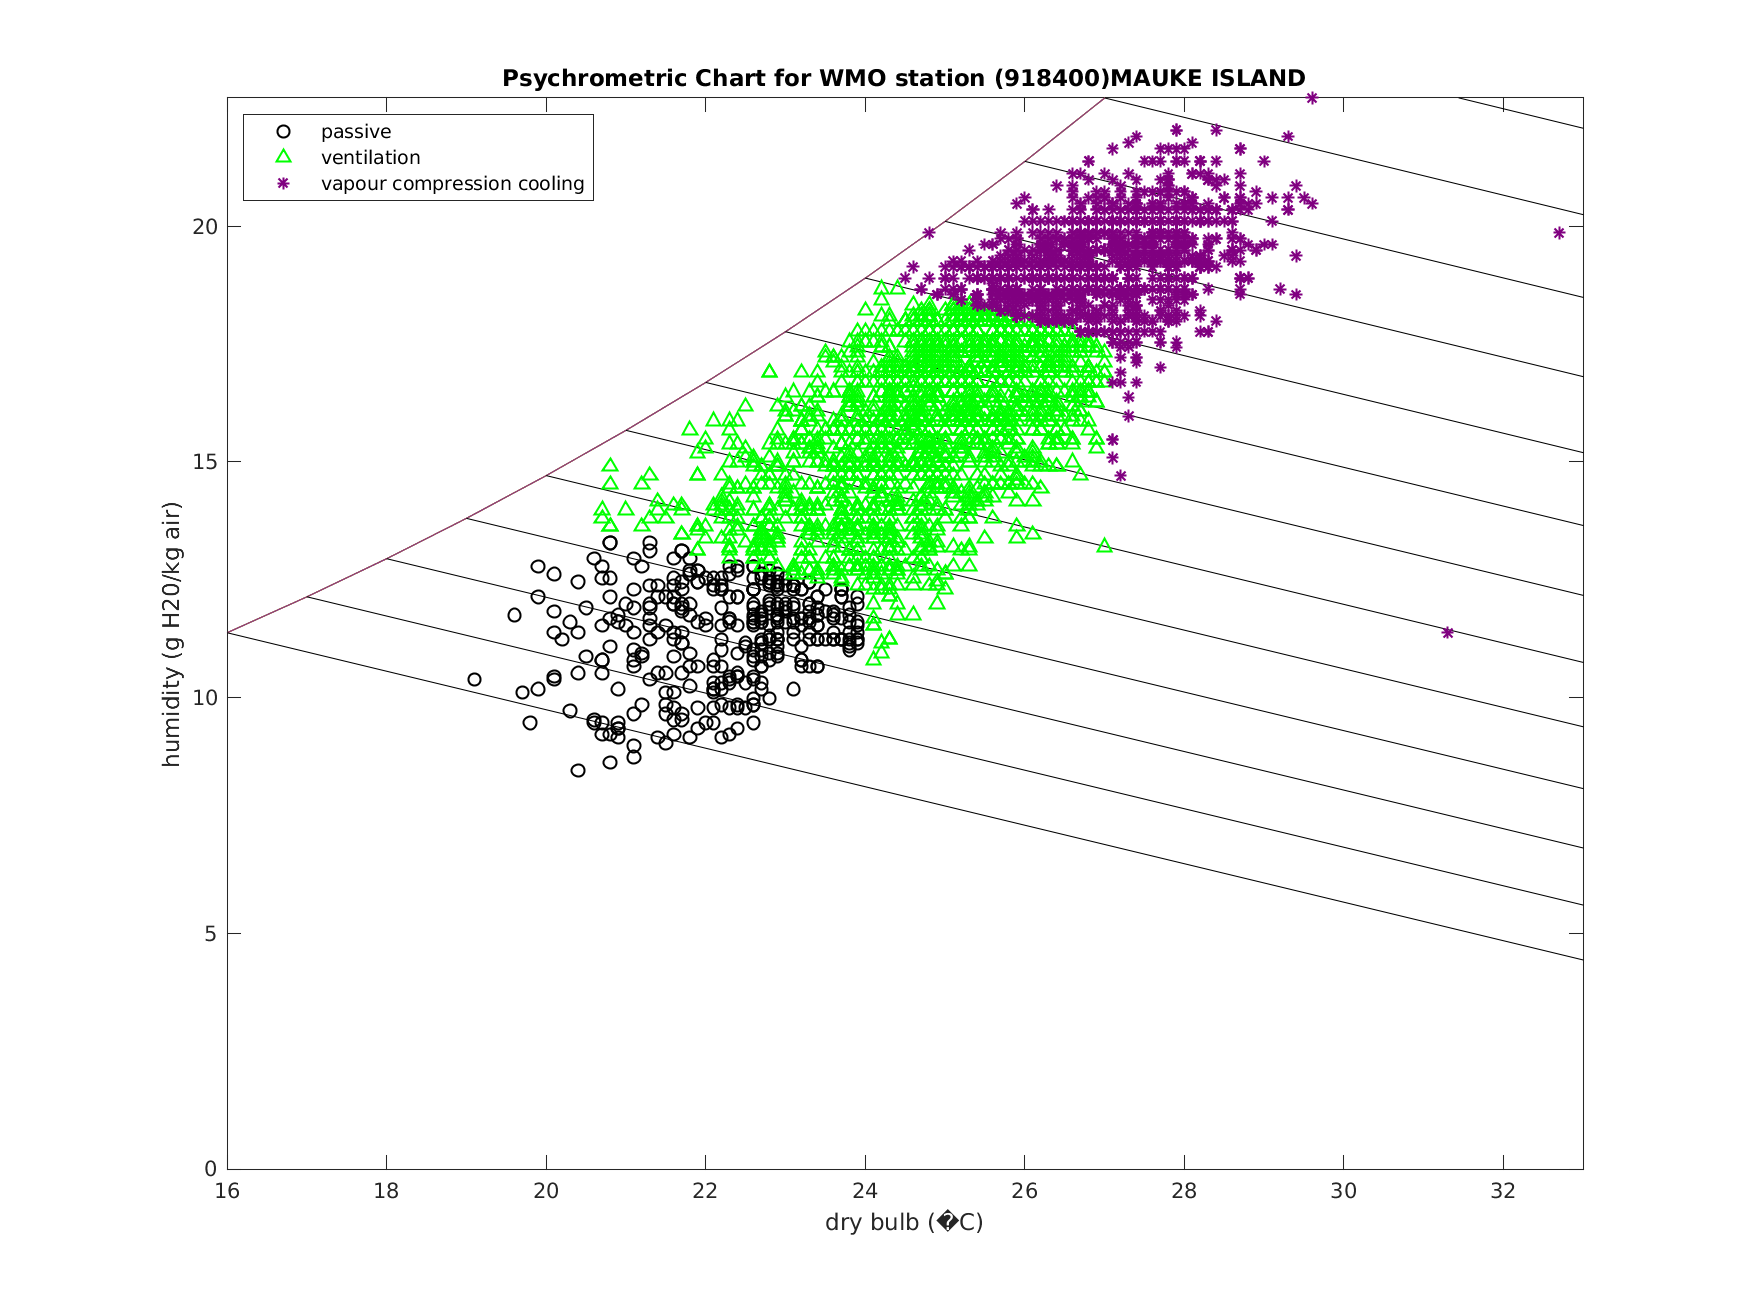 Psychrometric Chart for WMO station (918400)MAUKE ISLAND
passive
ventilation
vapour compression cooling
humidity (g H20/kg air)
20
15
10
5
0
16 18 20 22 24 26 28 30 32
dry bulb (�C)